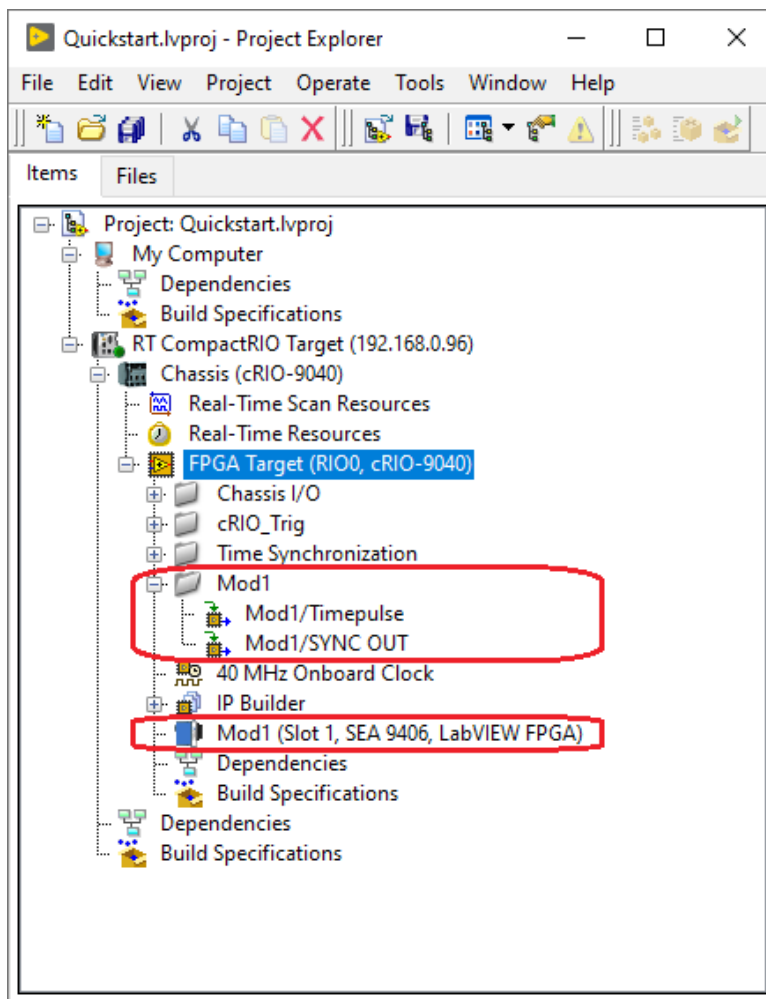 Quickstart.lvproj - Project Explorer
File Edit View Project Operate Tools Window Help
Items Files
Project: Quickstart.lvproj
My Computer
Dependencies
Build Specifications
RT CompactRIO Target (192.168.0.96)
Chassis (cRIO-9040)
Real-Time Scan Resources
Real-Time Resources
FPGA Target (RIO0, cRIO-9040)
Chassis I/O
cRIO_Trig
Time Synchronization
Mod1
Mod1/Timepulse
Mod1/SYNC OUT
40 MHz Onboard Clock
IP Builder
Mod1 (Slot 1, SEA 9406, LabVIEW FPGA)
Dependencies
Build Specifications
Dependencies
Build Specifications